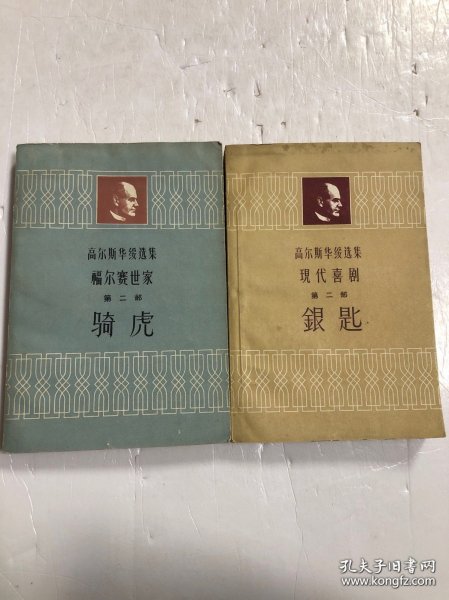 高尔斯华绥选集
福尔赛世家
第二部
骑虎
高尔斯华绥选集
现代喜剧
第二部
銀匙
孔夫子旧书网
www.kongfz.com